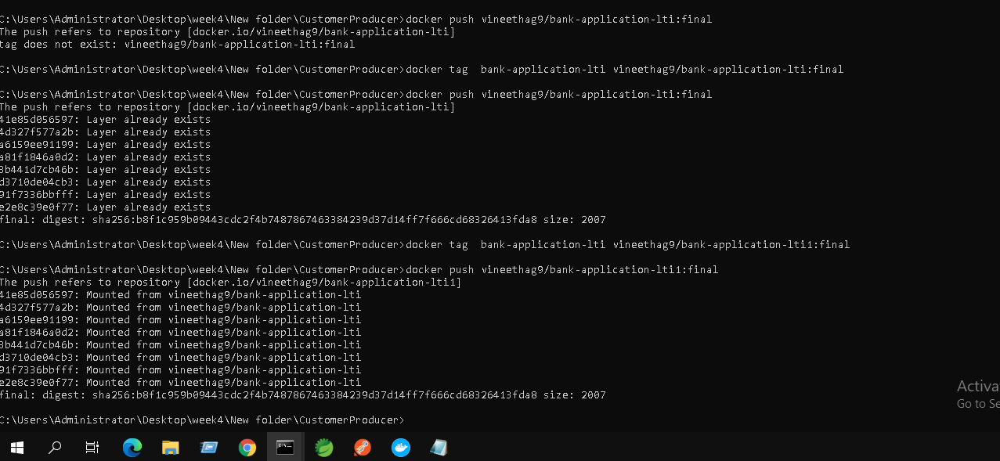 C:\Users\Administrator\Desktop\week4\New folder\CustomerProducer>docker push vineethag9/bank-application-lti:final
The push refers to repository [docker.io/vineethag9/bank-application-lti]
tag does not exist: vineethag9/bank-application-lti:final
C:\Users\Administrator\Desktop\week4\New folder\CustomerProducer>docker tag  bank-application-lti vineethag9/bank-application-lti:final
C:\Users\Administrator\Desktop\week4\New folder\CustomerProducer>docker push vineethag9/bank-application-lti:final
The push refers to repository [docker.io/vineethag9/bank-application-lti]
41e85d056597: Layer already exists
4d327f577a2b: Layer already exists
a6159ee91199: Layer already exists
a81f1846a0d2: Layer already exists
8b441d7cb46b: Layer already exists
d3710de04cb3: Layer already exists
91f7336bbfff: Layer already exists
e2e8c39e0f77: Layer already exists
final: digest: sha256:b8f1c959b09443cdc2f4b7487867463384239d37d14ff7f666cd68326413fda8 size: 2007
C:\Users\Administrator\Desktop\week4\New folder\CustomerProducer>docker tag  bank-application-lti vineethag9/bank-application-lti1:final
C:\Users\Administrator\Desktop\week4\New folder\CustomerProducer>docker push vineethag9/bank-application-lti1:final
The push refers to repository [docker.io/vineethag9/bank-application-lti1]
41e85d056597: Mounted from vineethag9/bank-application-lti
4d327f577a2b: Mounted from vineethag9/bank-application-lti
a6159ee91199: Mounted from vineethag9/bank-application-lti
a81f1846a0d2: Mounted from vineethag9/bank-application-lti
8b441d7cb46b: Mounted from vineethag9/bank-application-lti
d3710de04cb3: Mounted from vineethag9/bank-application-lti
91f7336bbfff: Mounted from vineethag9/bank-application-lti
e2e8c39e0f77: Mounted from vineethag9/bank-application-lti
final: digest: sha256:b8f1c959b09443cdc2f4b7487867463384239d37d14ff7f666cd68326413fda8 size: 2007
C:\Users\Administrator\Desktop\week4\New folder\CustomerProducer>
Activa
Go to Se